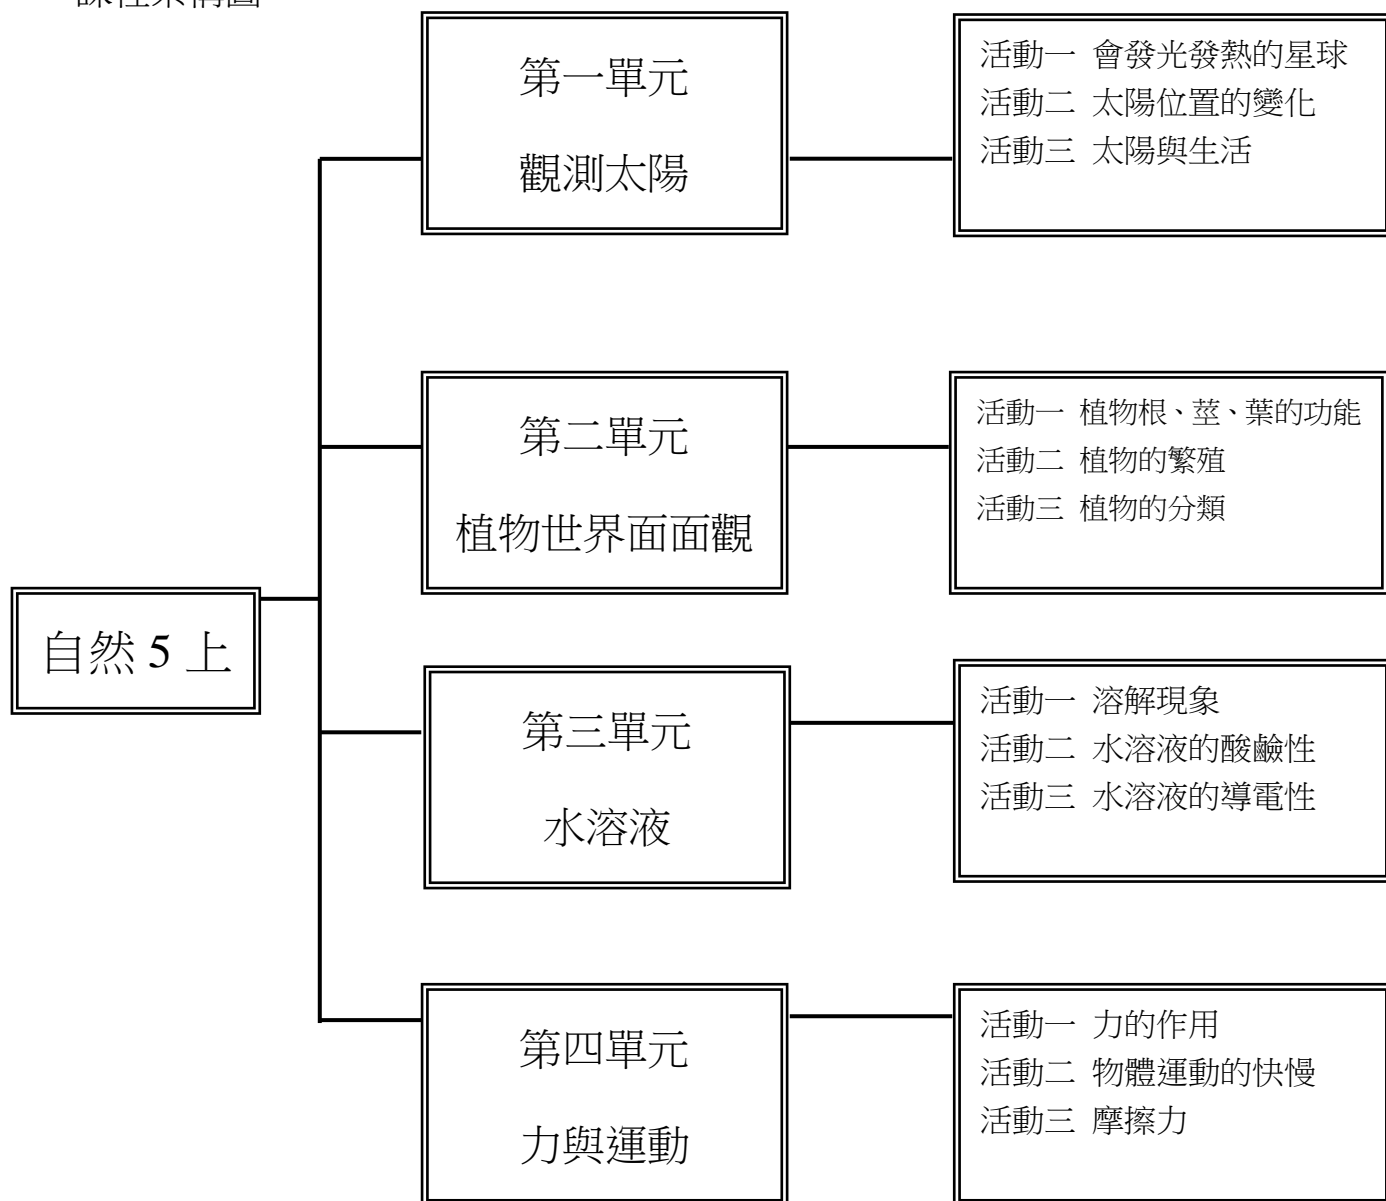 課程架構圖
第一單元
觀測太陽
活動一 會發光發熱的星球
活動二 太陽位置的變化
活動三 太陽與生活
第二單元
植物世界面面觀
活動一 植物根、莖、葉的功能
活動二 植物的繁殖
活動三 植物的分類
自然 5 上
第三單元
水溶液
活動一 溶解現象
活動二 水溶液的酸鹼性
活動三 水溶液的導電性
第四單元
力與運動
活動一 力的作用
活動二 物體運動的快慢
活動三 摩擦力